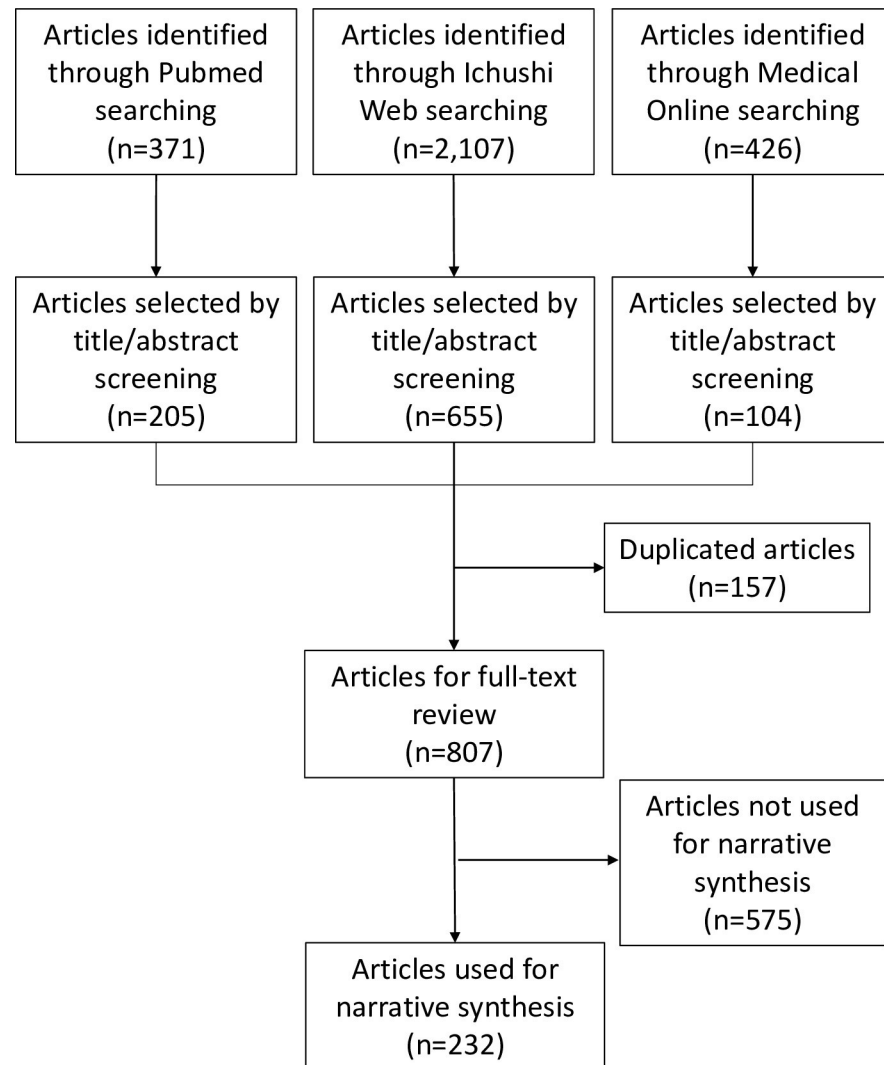 Articles identified
through Pubmed
searching
(n=371)
Articles identified
through Ichushi
Web searching
(n=2,107)
Articles identified
through Medical
Online searching
(n=426)
Articles selected by
title/abstract
screening
(n=205)
Articles selected by
title/abstract
screening
(n=655)
Articles selected by
title/abstract
screening
(n=104)
Duplicated articles
(n=157)
Articles for full-text
review
(n=807)
Articles not used
for narrative
synthesis
(n=575)
Articles used for
narrative synthesis
(n=232)